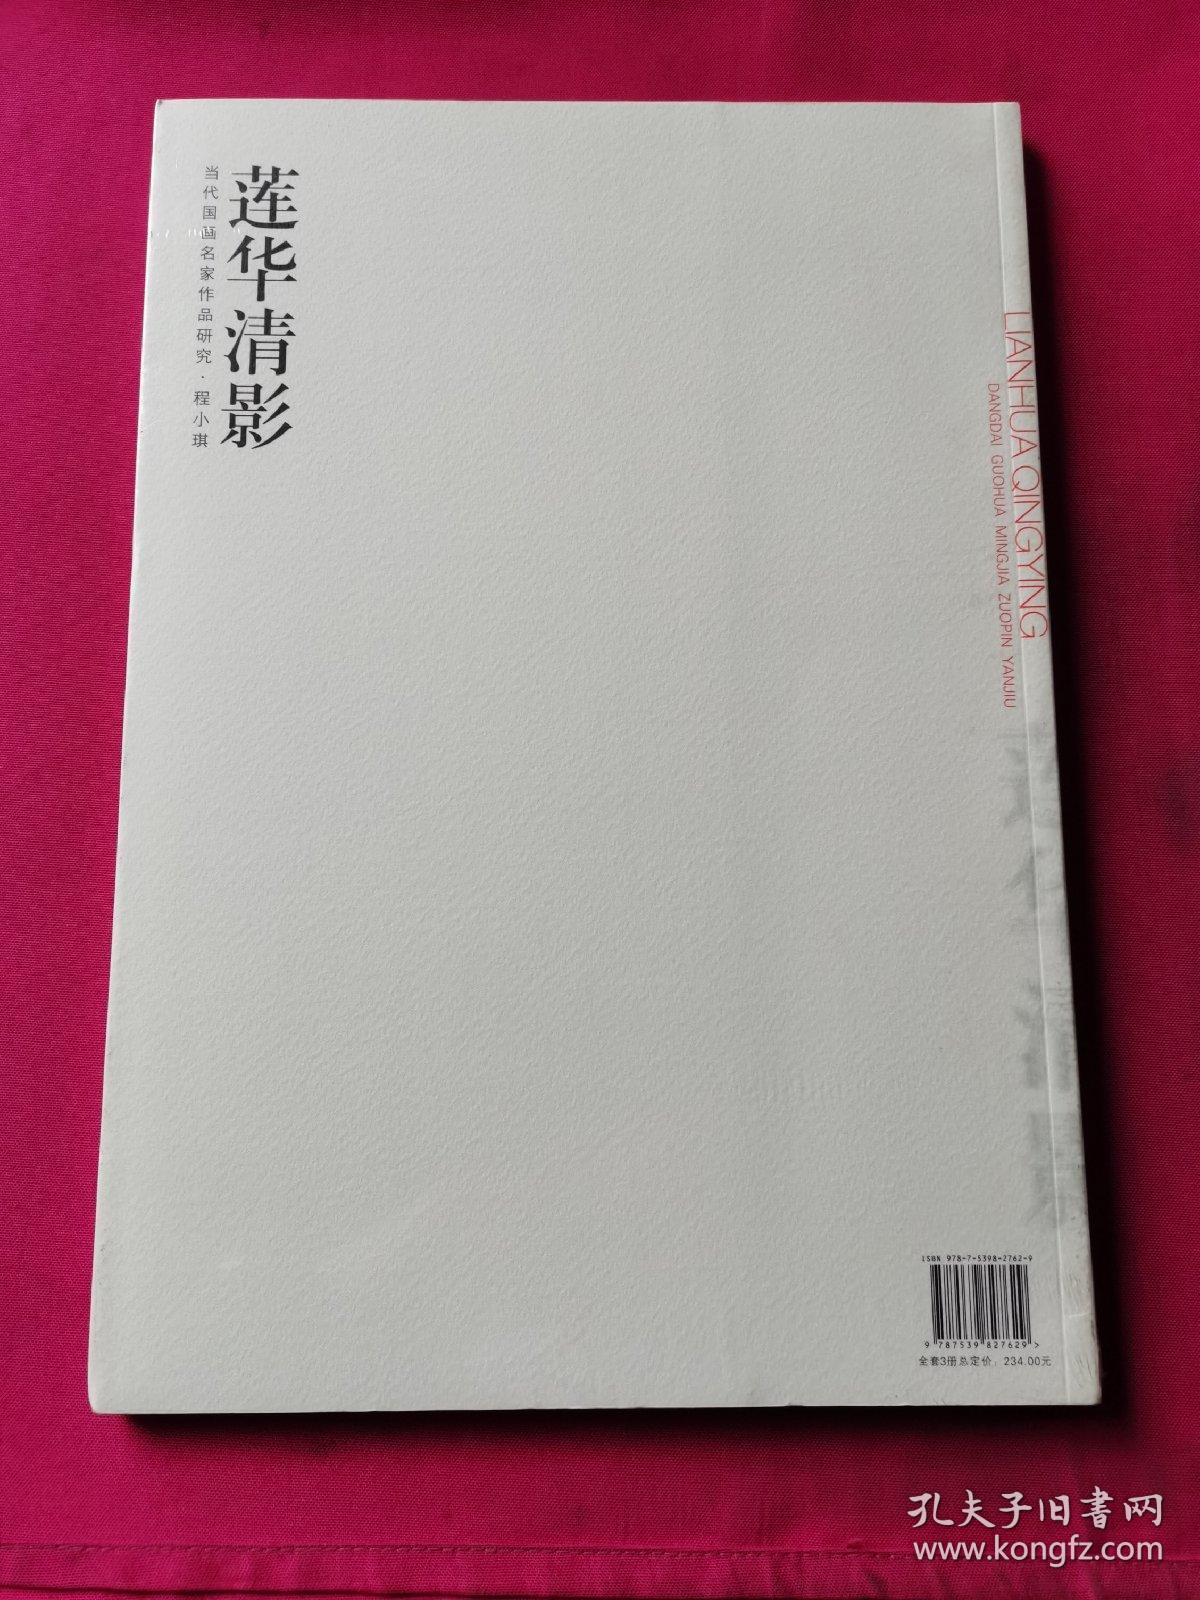 莲华清影
当代国画名家作品研究·程小琪
LIANHUA QINGYING
DANGDAI GUOHUA MINGJIA ZUOPIN YANJIU
ISBN 978-7-5398-2762-9
9 787539 827629 >
全套3册总定价：234.00元
孔夫子旧书网
www.kongfz.com